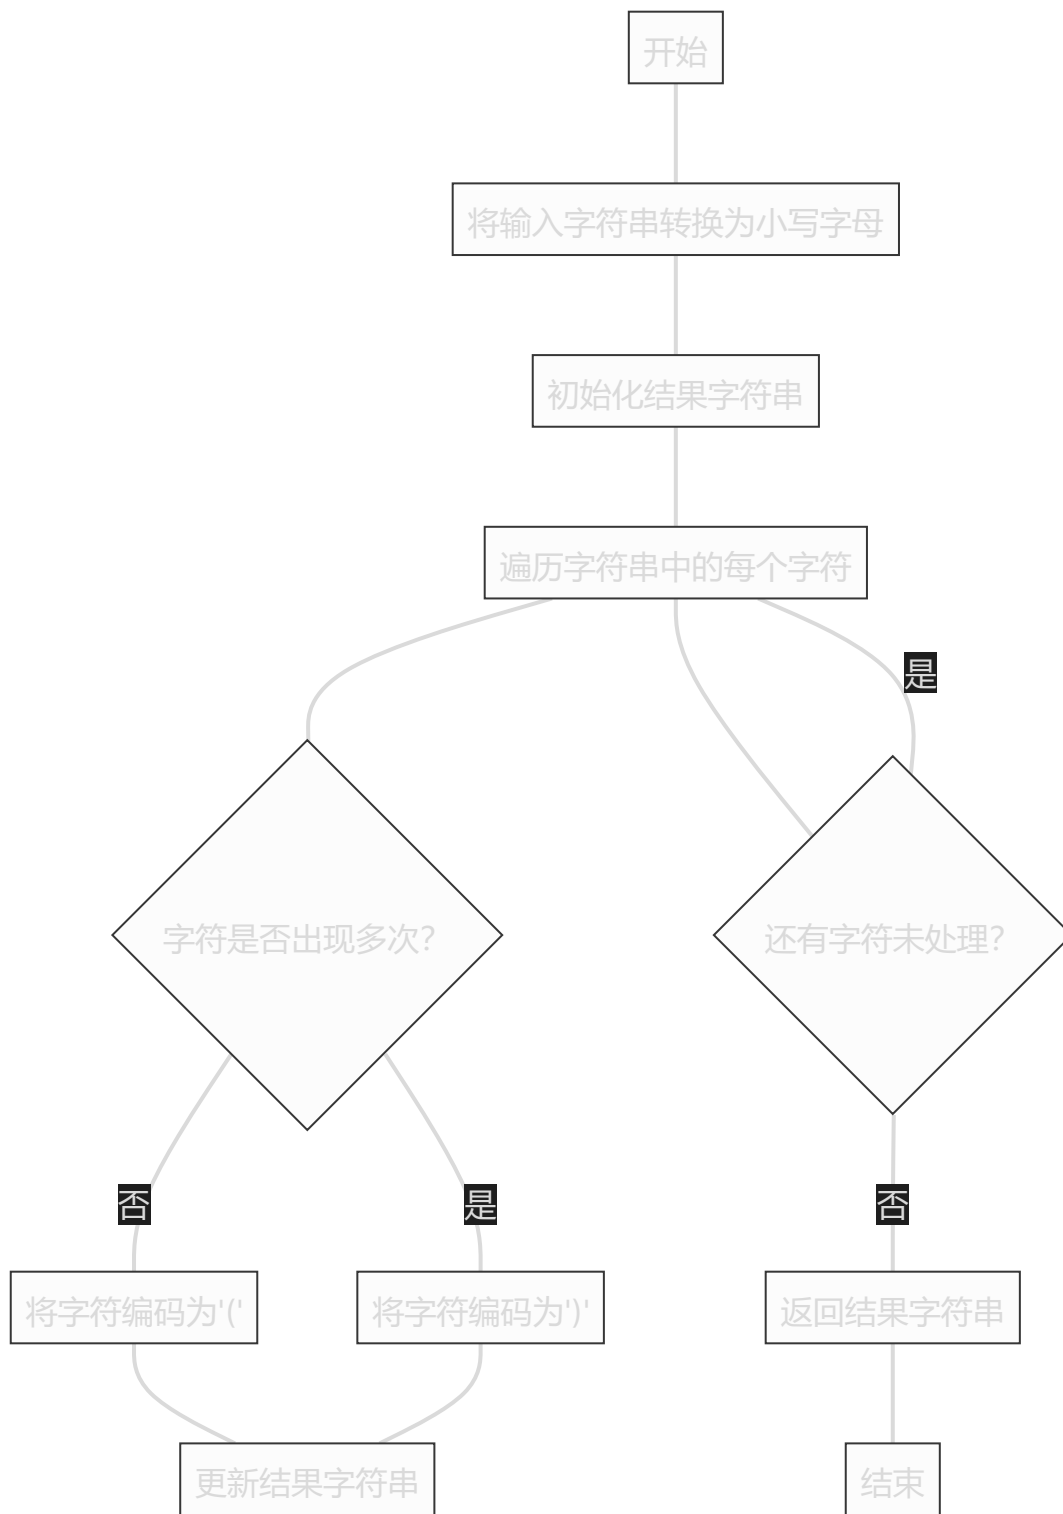 开始
将输入字符串转换为小写字母
初始化结果字符串
遍历字符串中的每个字符
是
字符是否出现多次?
还有字符未处理?
否
是
否
将字符编码为'('
将字符编码为')'
返回结果字符串
更新结果字符串
结束